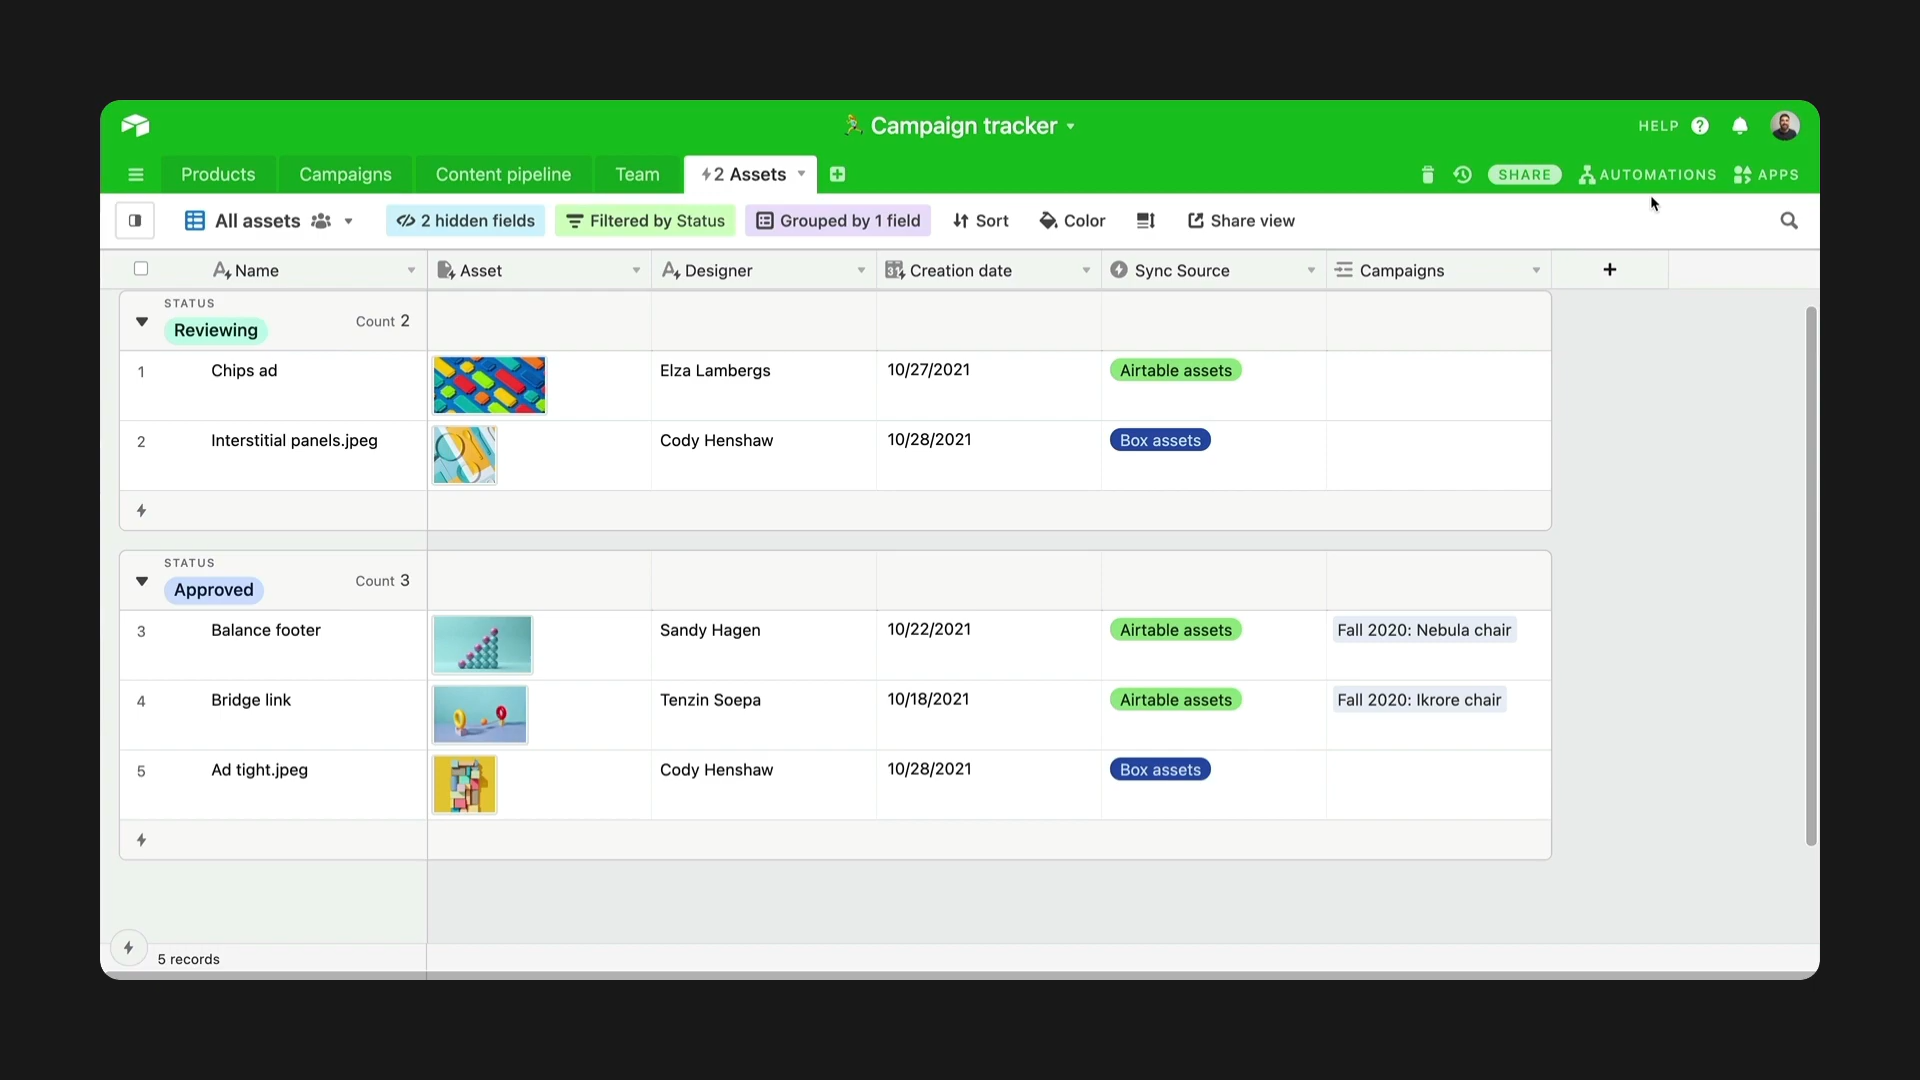 Campaign tracker
HELP
Products
Campaigns
Content pipeline
Team
2 Assets
SHARE
AUTOMATIONS
APPS
All assets
2 hidden fields
Filtered by Status
Grouped by 1 field
Sort
Color
Share view
Name
Asset
Designer
Creation date
Sync Source
Campaigns
STATUS
Reviewing
Count 2
1
Chips ad
Elza Lambergs
10/27/2021
Airtable assets
2
Interstitial panels.jpeg
Cody Henshaw
10/28/2021
Box assets
STATUS
Approved
Count 3
3
Balance footer
Sandy Hagen
10/22/2021
Airtable assets
Fall 2020: Nebula chair
4
Bridge link
Tenzin Soepa
10/18/2021
Airtable assets
Fall 2020: Ikrore chair
5
Ad tight.jpeg
Cody Henshaw
10/28/2021
Box assets
5 records